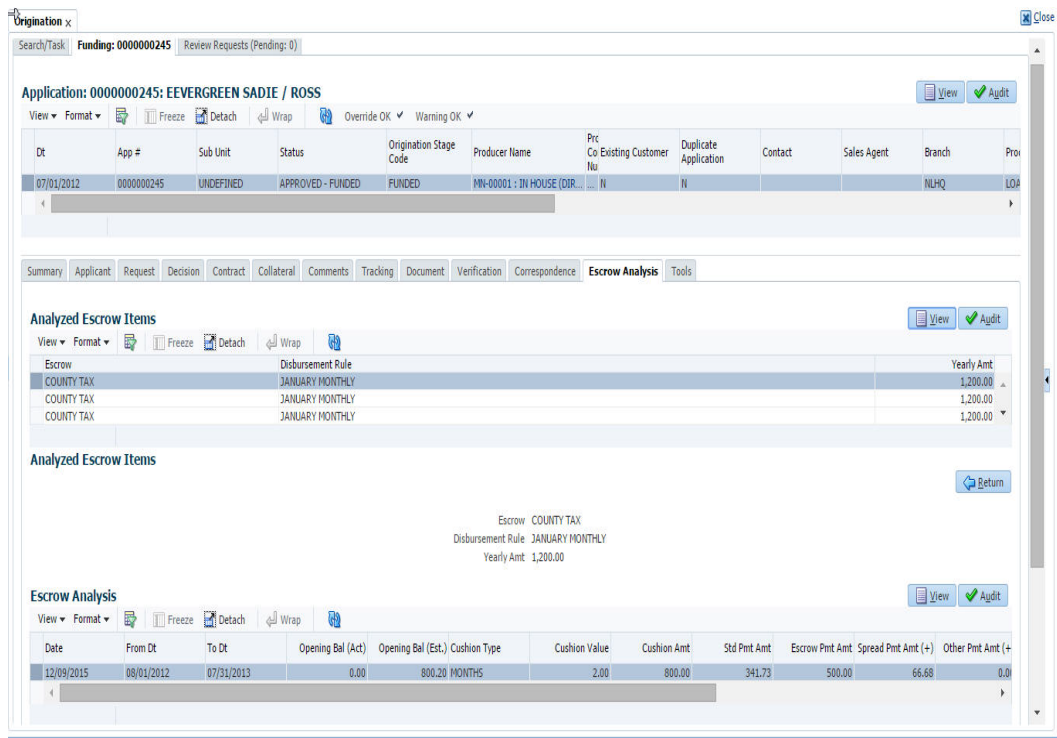 Origination x
Close
Search/Task Funding: 0000000245 Review Requests (Pending: 0)
Application: 0000000245: EEVERGREEN SADIE / ROSS
View Audit
View Format Freeze Detach Wrap Override OK Warning OK
Dt App # Sub Unit Status Origination Stage Code Producer Name Prc Co Nu Existing Customer Duplicate Application Contact Sales Agent Branch
07/01/2012 0000000245 UNDEFINED APPROVED - FUNDED FUNDED MN-00001 : IN HOUSE (DIR... ... N N NLHQ LOA
Summary Applicant Request Decision Contract Collateral Comments Tracking Document Verification Correspondence Escrow Analysis Tools
Analyzed Escrow Items
View Audit
View Format Freeze Detach Wrap
Escrow Disbursement Rule Yearly Amt
COUNTY TAX JANUARY MONTHLY 1,200.00
COUNTY TAX JANUARY MONTHLY 1,200.00
COUNTY TAX JANUARY MONTHLY 1,200.00
Analyzed Escrow Items
Return
Escrow COUNTY TAX
Disbursement Rule JANUARY MONTHLY
Yearly Amt 1,200.00
Escrow Analysis
View Audit
View Format Freeze Detach Wrap
Date From Dt To Dt Opening Bal (Act) Opening Bal (Est.) Cushion Type Cushion Value Cushion Amt Std Pmt Amt Escrow Pmt Amt Spread Pmt Amt (+) Other Pmt Amt (+
12/09/2015 08/01/2012 07/31/2013 0.00 800.20 MONTHS 2.00 800.00 341.73 500.00 66.68 0.0